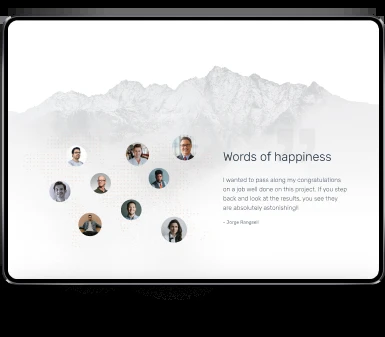 Words of happiness
I wanted to pass along my congratulations
on a job well done on this project. If you step
back and look at the results, you see they
are absolutely astonishing!!
- Jorge Rangael